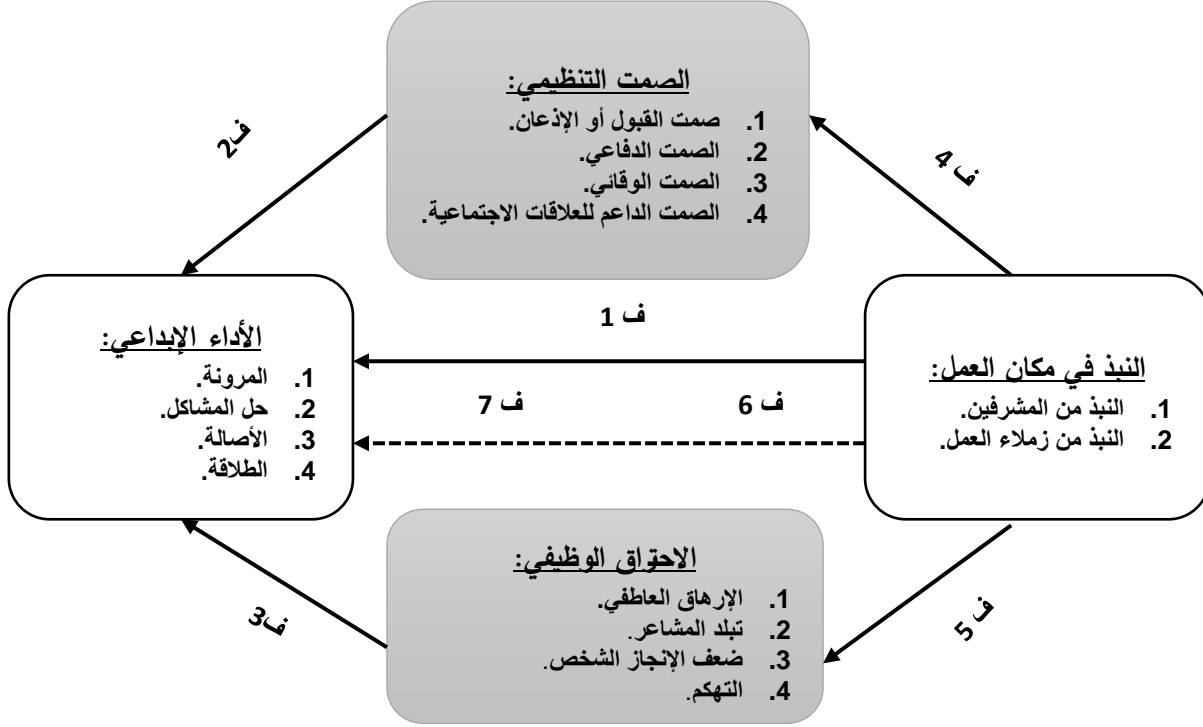 الصمت التنظيمي:
1. صمت القبول أو الإذعان.
2. الصمت الدفاعي.
3. الصمت الوقائي.
4. الصمت الداعم للعلاقات الاجتماعية.
ف 4
ف2
النبذ في مكان العمل:
1. النبذ من المشرفين.
2. النبذ من زملاء العمل.
ف 1
ف 6
ف 7
الأداء الإبداعي:
1. المرونة.
2. حل المشاكل.
3. الأصالة.
4. الطلاقة.
ف 5
ف3
الاحتراق الوظيفي:
1. الإرهاق العاطفي.
2. تبلد المشاعر.
3. ضعف الإنجاز الشخص.
4. التهكم.